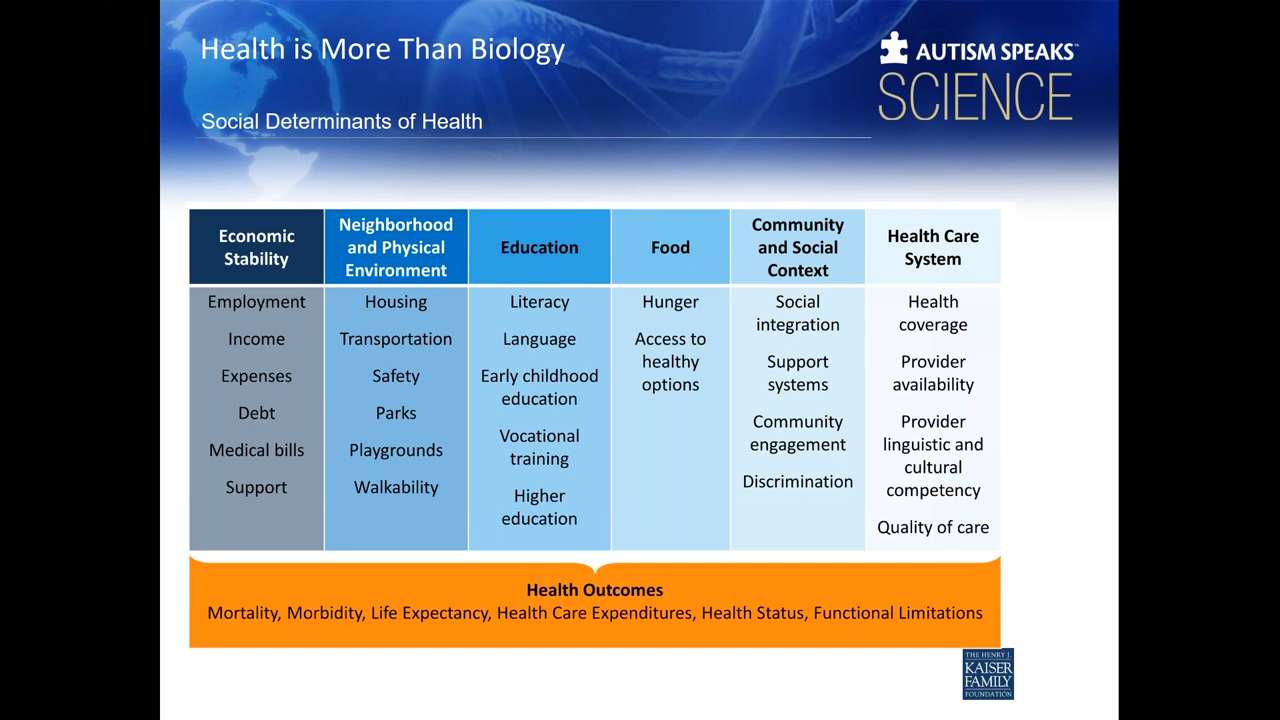 Health is More Than Biology
AUTISM SPEAKS™
SCIENCE
Social Determinants of Health
Economic
Stability
Employment
Income
Expenses
Debt
Medical bills
Support
Neighborhood
and Physical
Environment
Housing
Transportation
Safety
Parks
Playgrounds
Walkability
Education
Literacy
Language
Early childhood
education
Vocational
training
Higher
education
Food
Hunger
Access to
healthy
options
Community
and Social
Context
Social
integration
Support
systems
Community
engagement
Discrimination
Health Care
System
Health
coverage
Provider
availability
Provider
linguistic and
cultural
competency
Quality of care
Health Outcomes
Mortality, Morbidity, Life Expectancy, Health Care Expenditures, Health Status, Functional Limitations
THE HENRY J.
KAISER
FAMILY
FOUNDATION